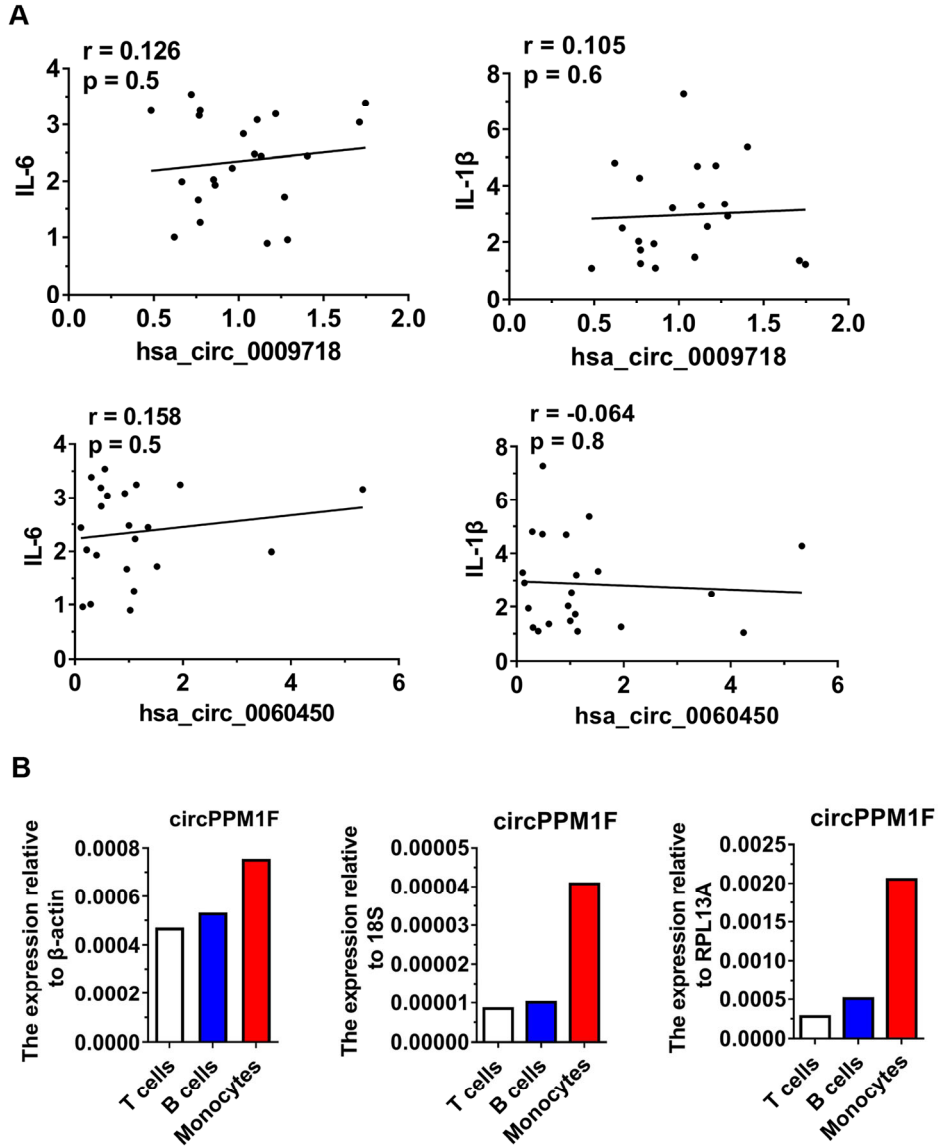 A
r = 0.126
p = 0.5
IL-6
4
3
2
1
0
0.0 0.5 1.0 1.5 2.0
hsa_circ_0009718
r = 0.105
p = 0.6
IL-1β
8
6
4
2
0
0.0 0.5 1.0 1.5 2.0
hsa_circ_0009718
r = 0.158
p = 0.5
IL-6
4
3
2
1
0
0 2 4 6
hsa_circ_0060450
r = -0.064
p = 0.8
IL-1β
8
6
4
2
0
0 2 4 6
hsa_circ_0060450
B
circPPM1F
The expression relative
to β-actin
0.0008
0.0006
0.0004
0.0002
0.0000
T cells
B cells
Monocytes
circPPM1F
The expression relative
to 18S
0.00005
0.00004
0.00003
0.00002
0.00001
0.00000
T cells
B cells
Monocytes
circPPM1F
The expression relative
to RPL13A
0.0025
0.0020
0.0015
0.0010
0.0005
0.0000
T cells
B cells
Monocytes